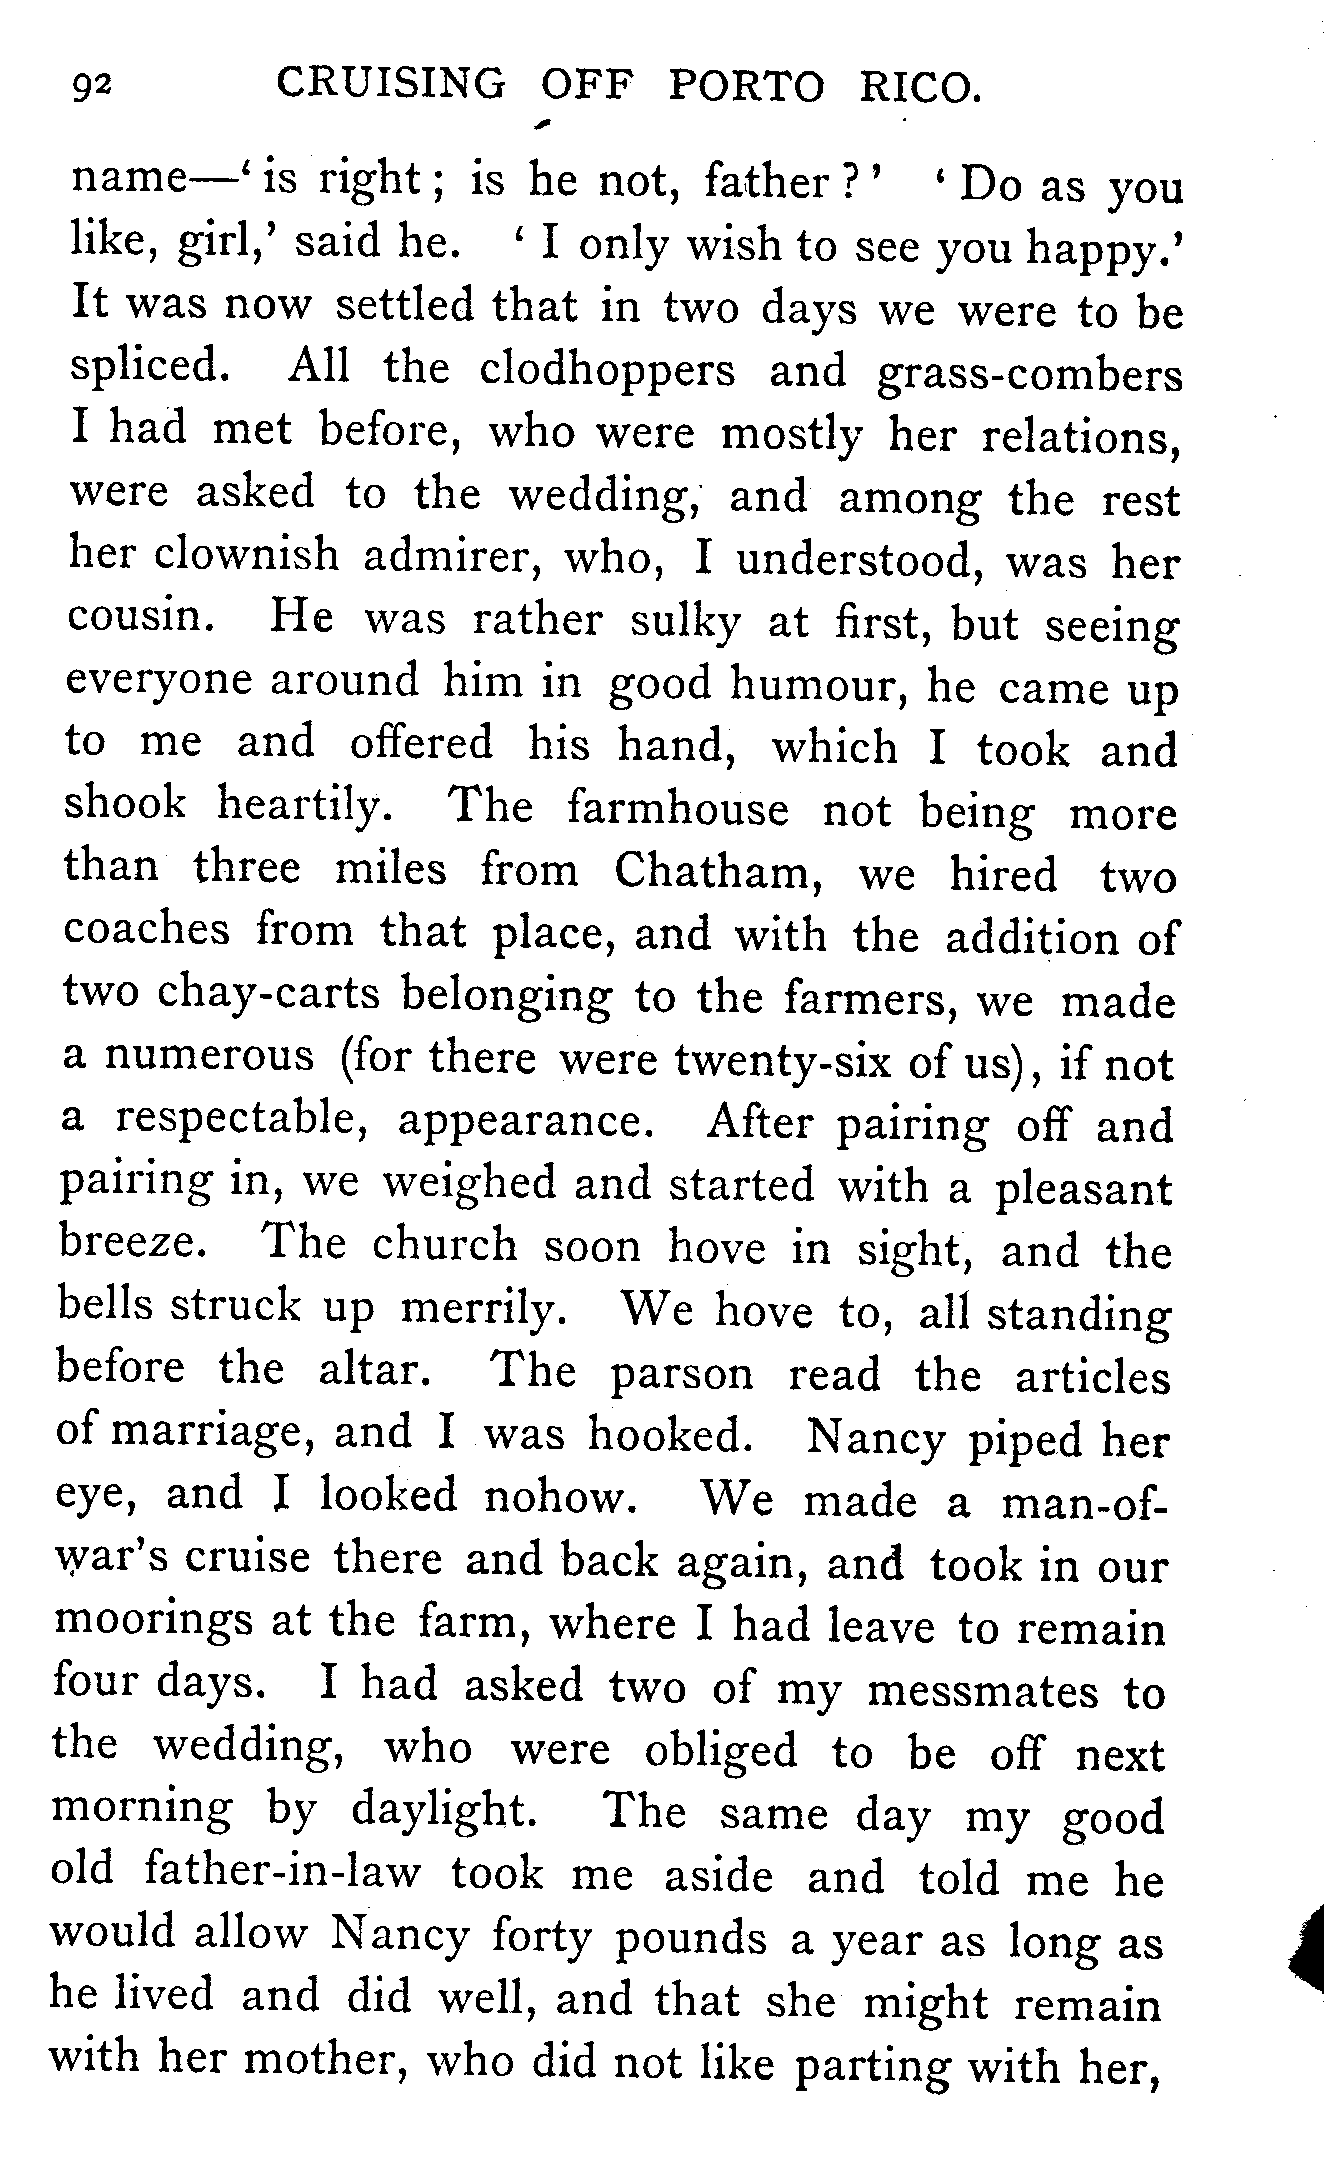 92 CRUISING OFF PORTO RICO.
name—‘ is right ; is he not, father ? ’ ‘ Do as you
like, girl,’ said he. ‘ I only wish to see you happy.’
It was now settled that in two days we were to be
spliced. All the clodhoppers and grass-combers
I had met before, who were mostly her relations,
were asked to the wedding, and among the rest
her clownish admirer, who, I understood, was her
cousin. He was rather sulky at first, but seeing
everyone around him in good humour, he came up
to me and offered his hand, which I took and
shook heartily. The farmhouse not being more
than three miles from Chatham, we hired two
coaches from that place, and with the addition of
two chay-carts belonging to the farmers, we made
a numerous (for there were twenty-six of us), if not
a respectable, appearance. After pairing off and
pairing in, we weighed and started with a pleasant
breeze. The church soon hove in sight, and the
bells struck up merrily. We hove to, all standing
before the altar. The parson read the articles
of marriage, and I was hooked. Nancy piped her
eye, and I looked nohow. We made a man-of-
war’s cruise there and back again, and took in our
moorings at the farm, where I had leave to remain
four days. I had asked two of my messmates to
the wedding, who were obliged to be off next
morning by daylight. The same day my good
old father-in-law took me aside and told me he
would allow Nancy forty pounds a year as long as
he lived and did well, and that she might remain
with her mother, who did not like parting with her,